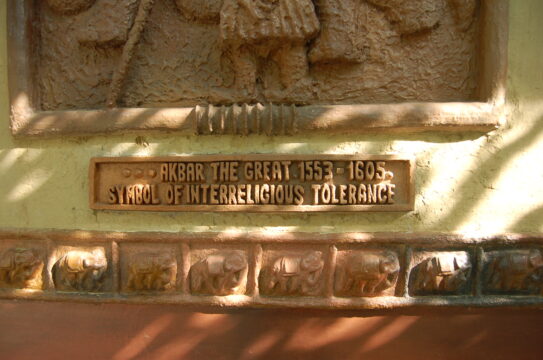 AKBAR THE GREAT 1553 - 1605.
SYMBOL OF INTERRELIGIOUS TOLERANCE